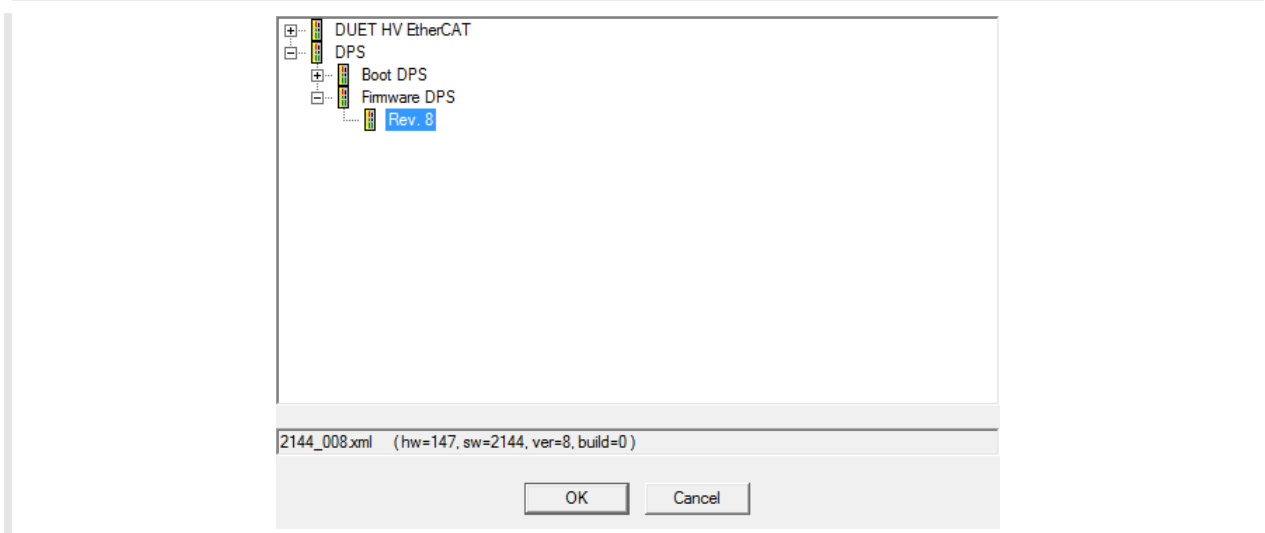 DUET HV EtherCAT
DPS
Boot DPS
Firmware DPS
Rev. 8
2144_008.xml (hw=147, sw=2144, ver=8, build=0 )
OK Cancel